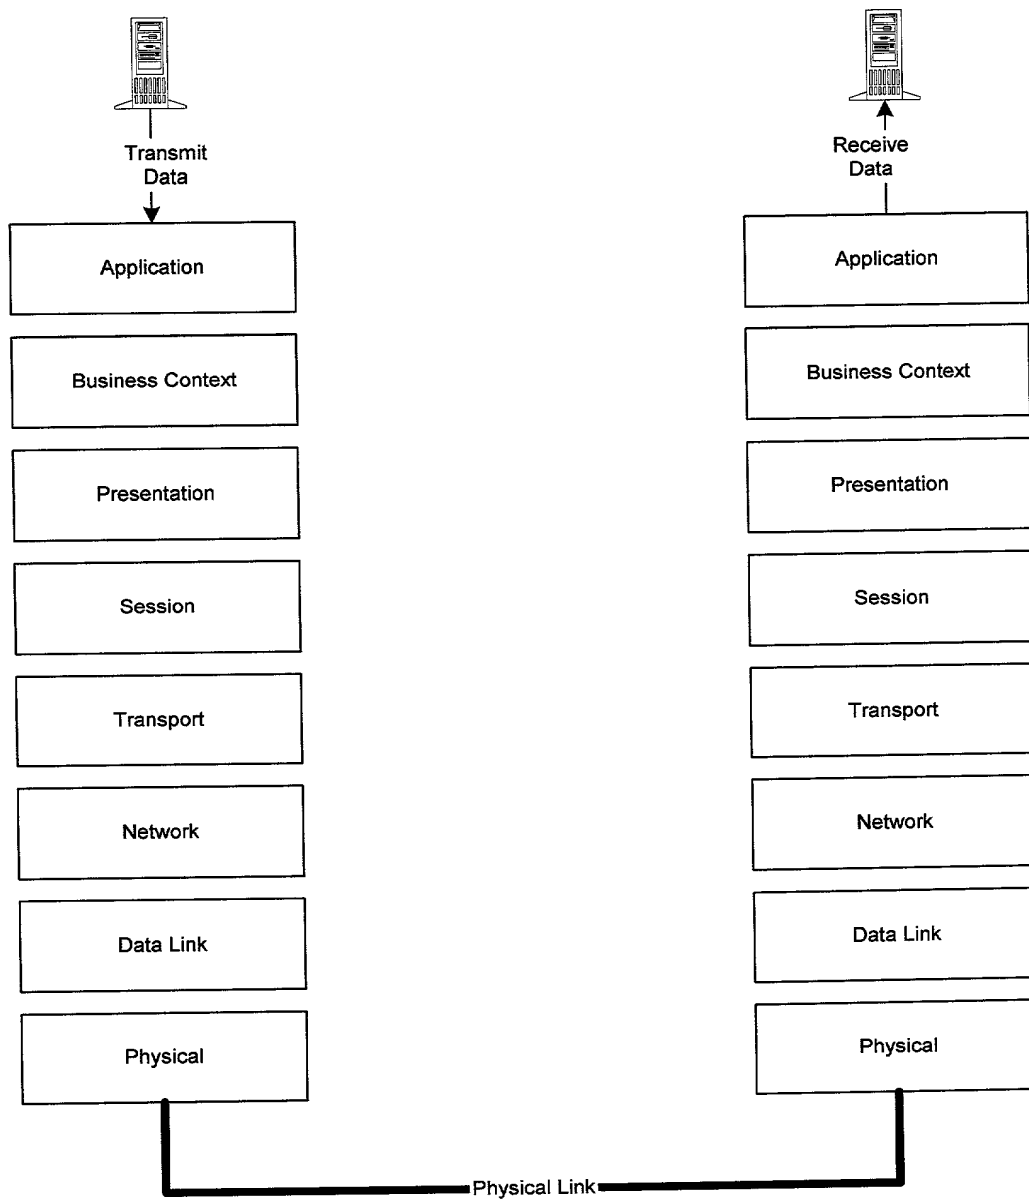 Transmit
Data
Application
Business Context
Presentation
Session
Transport
Network
Data Link
Physical
Receive
Data
Application
Business Context
Presentation
Session
Transport
Network
Data Link
Physical
Physical Link